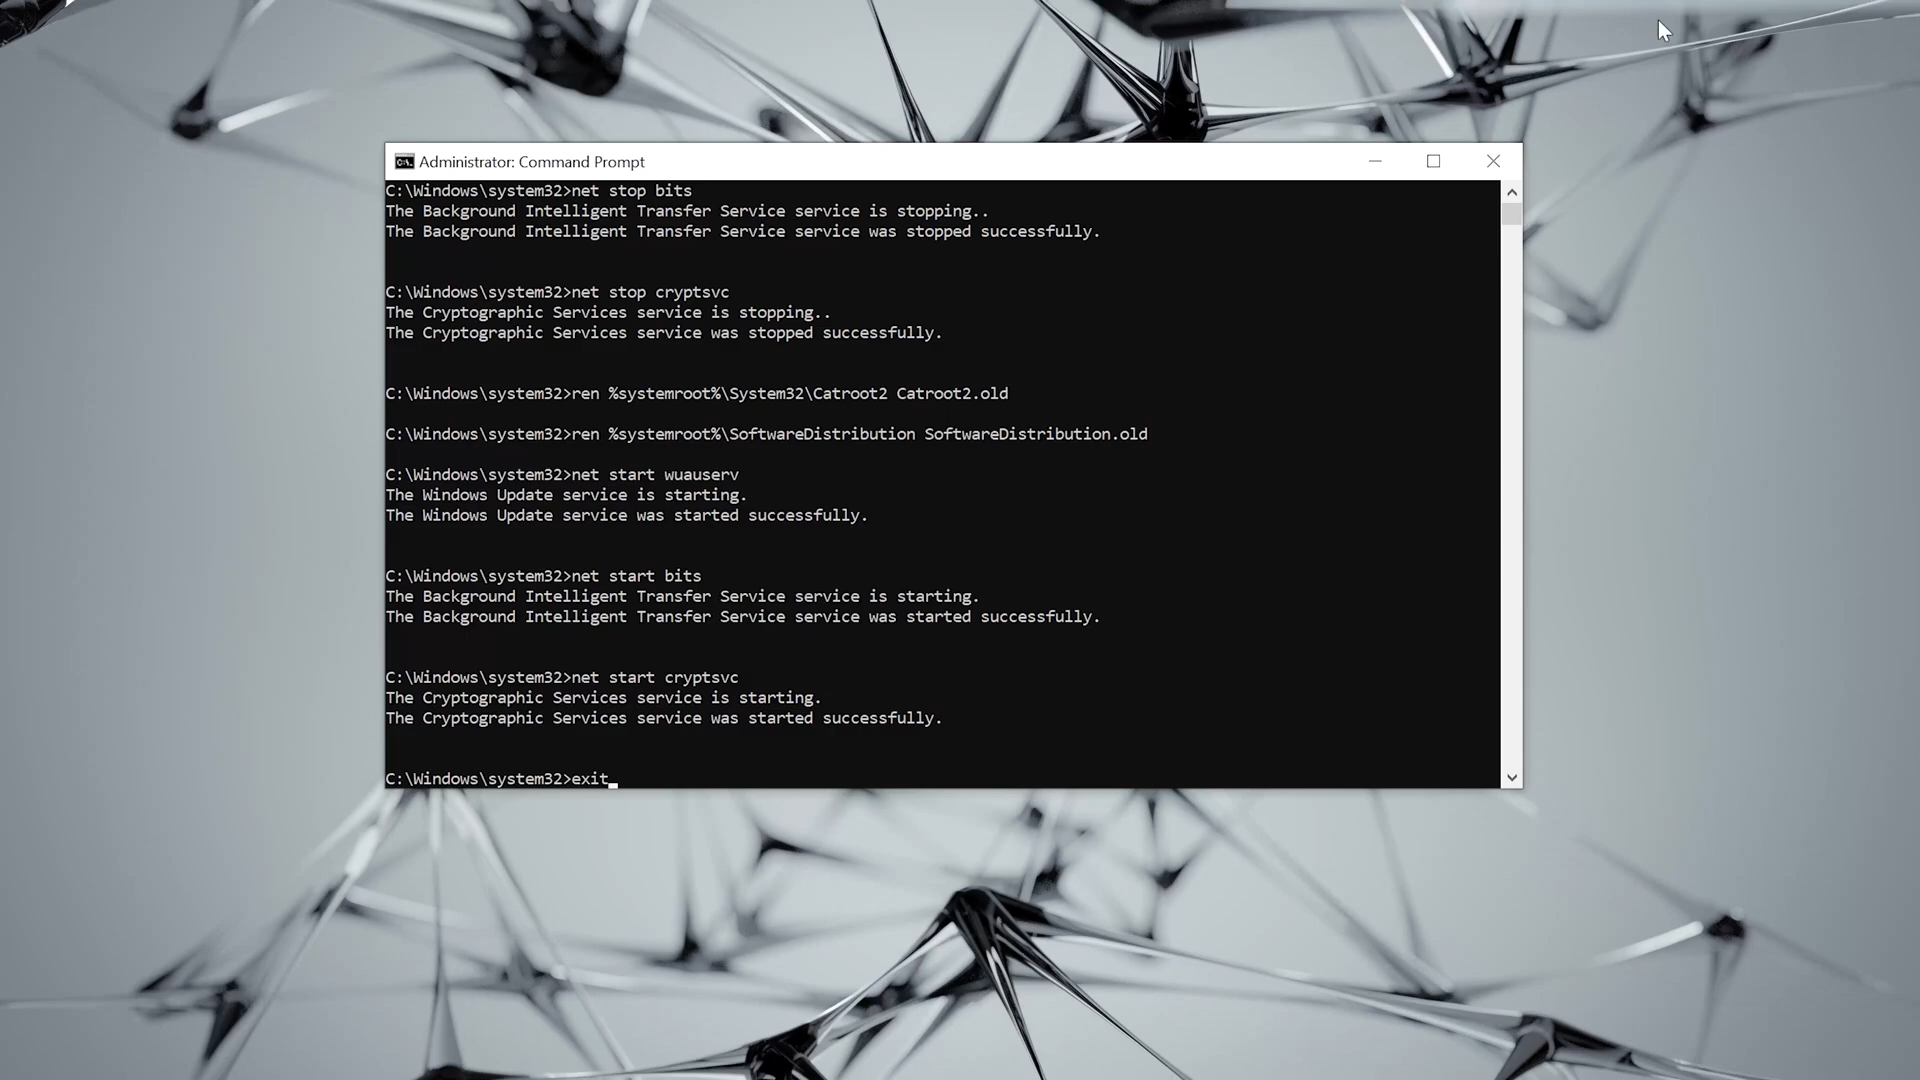 Administrator: Command Prompt
C:\Windows\system32>net stop bits
The Background Intelligent Transfer Service service is stopping..
The Background Intelligent Transfer Service service was stopped successfully.
C:\Windows\system32>net stop cryptsvc
The Cryptographic Services service is stopping..
The Cryptographic Services service was stopped successfully.
C:\Windows\system32>ren %systemroot%\System32\Catroot2 Catroot2.old
C:\Windows\system32>ren %systemroot%\SoftwareDistribution SoftwareDistribution.old
C:\Windows\system32>net start wuauserv
The Windows Update service is starting.
The Windows Update service was started successfully.
C:\Windows\system32>net start bits
The Background Intelligent Transfer Service service is starting.
The Background Intelligent Transfer Service service was started successfully.
C:\Windows\system32>net start cryptsvc
The Cryptographic Services service is starting.
The Cryptographic Services service was started successfully.
C:\Windows\system32>exit